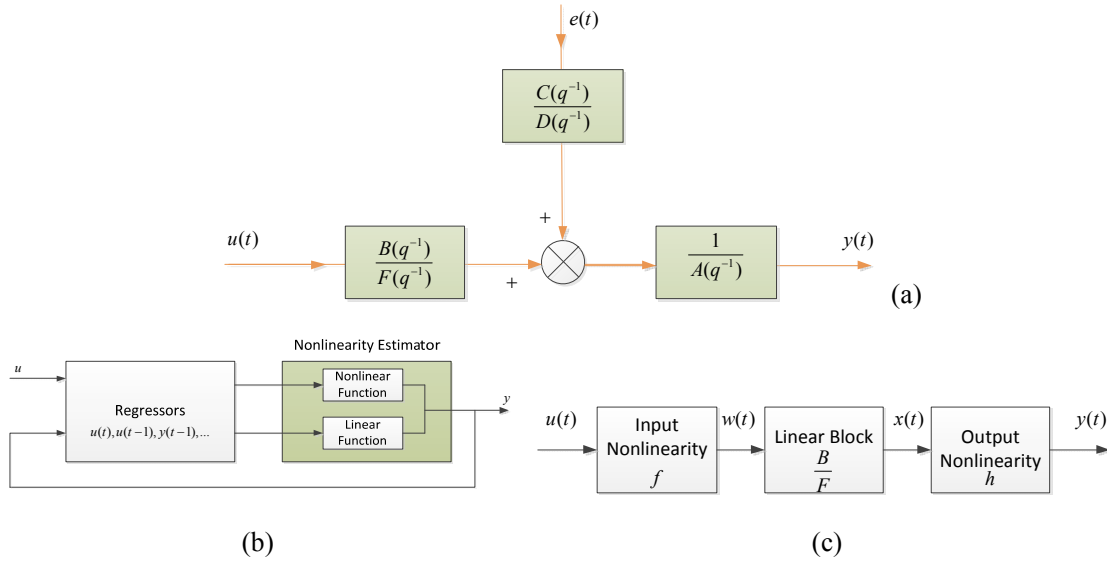 e(t)
C(q⁻¹)
D(q⁻¹)
+
u(t)
B(q⁻¹)
F(q⁻¹)
+
1
A(q⁻¹)
y(t)
(a)
Nonlinearity Estimator
u
Regressors
u(t),u(t−1),y(t−1),...
Nonlinear
Function
Linear
Function
y
(b)
u(t)
Input
Nonlinearity
f
w(t)
Linear Block
B
F
x(t)
Output
Nonlinearity
h
y(t)
(c)